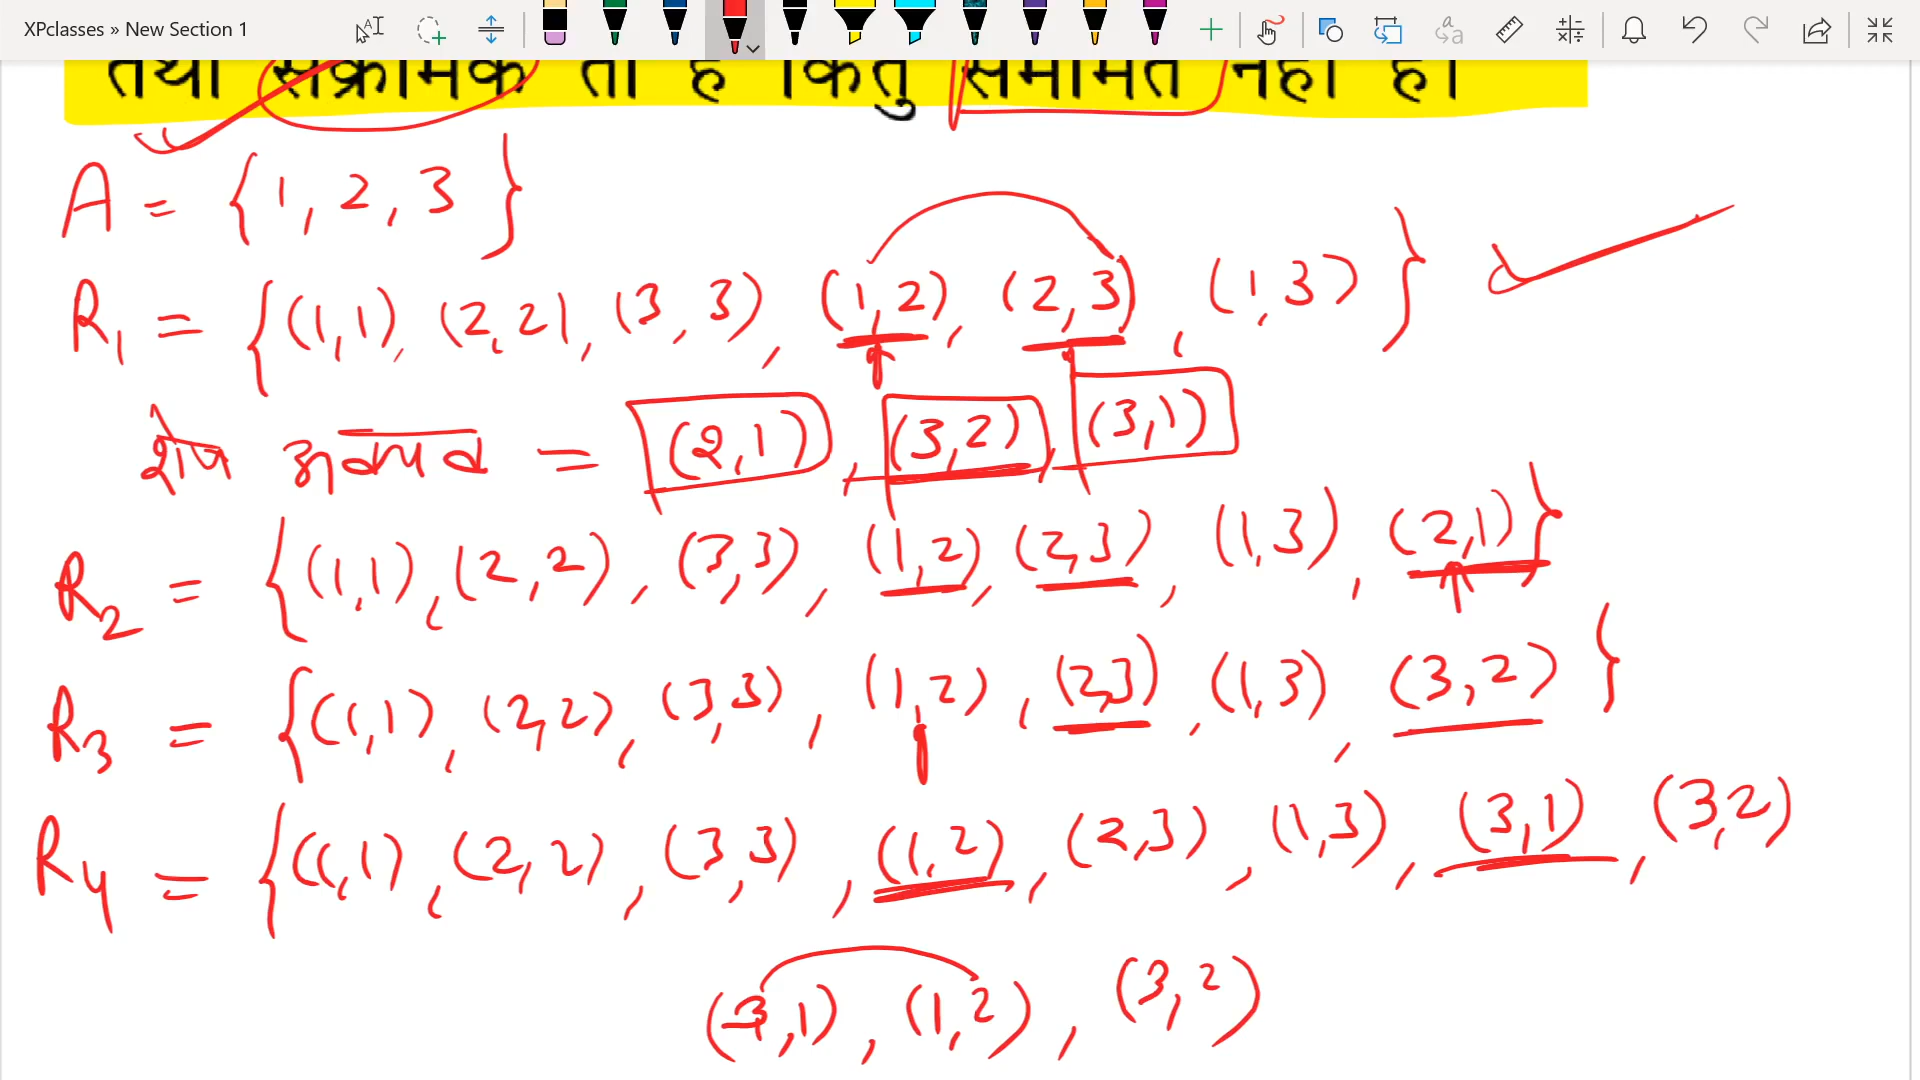 XPclasses » New Section 1
तथा संक्रामक तो है किंतु सममित नहीं है।
A = {1, 2, 3}
R1 = {(1,1), (2,2), (3,3), (1,2), (2,3), (1,3)}
शेष अवयव = (2,1), (3,2), (3,1)
R2 = {(1,1), (2,2), (3,3), (1,2), (2,3), (1,3), (2,1)}
R3 = {(1,1), (2,2), (3,3), (1,2), (2,3), (1,3), (3,2)}
R4 = {(1,1), (2,2), (3,3), (1,2), (2,3), (1,3), (3,1), (3,2)
(3,1), (1,2), (3,2)